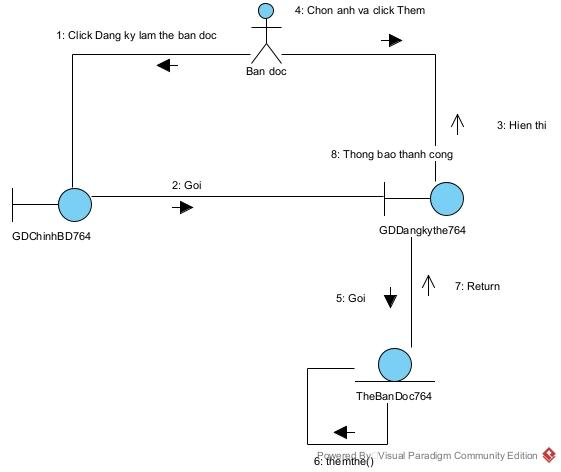 4: Chon anh va click Them
1: Click Dang ky lam the ban doc
Ban doc
3: Hien thi
8: Thong bao thanh cong
2: Goi
GDChinhBD764
GDDangkythe764
7: Return
5: Goi
TheBanDoc764
Powered By: Visual Paradigm Community Edition
6: themthe()